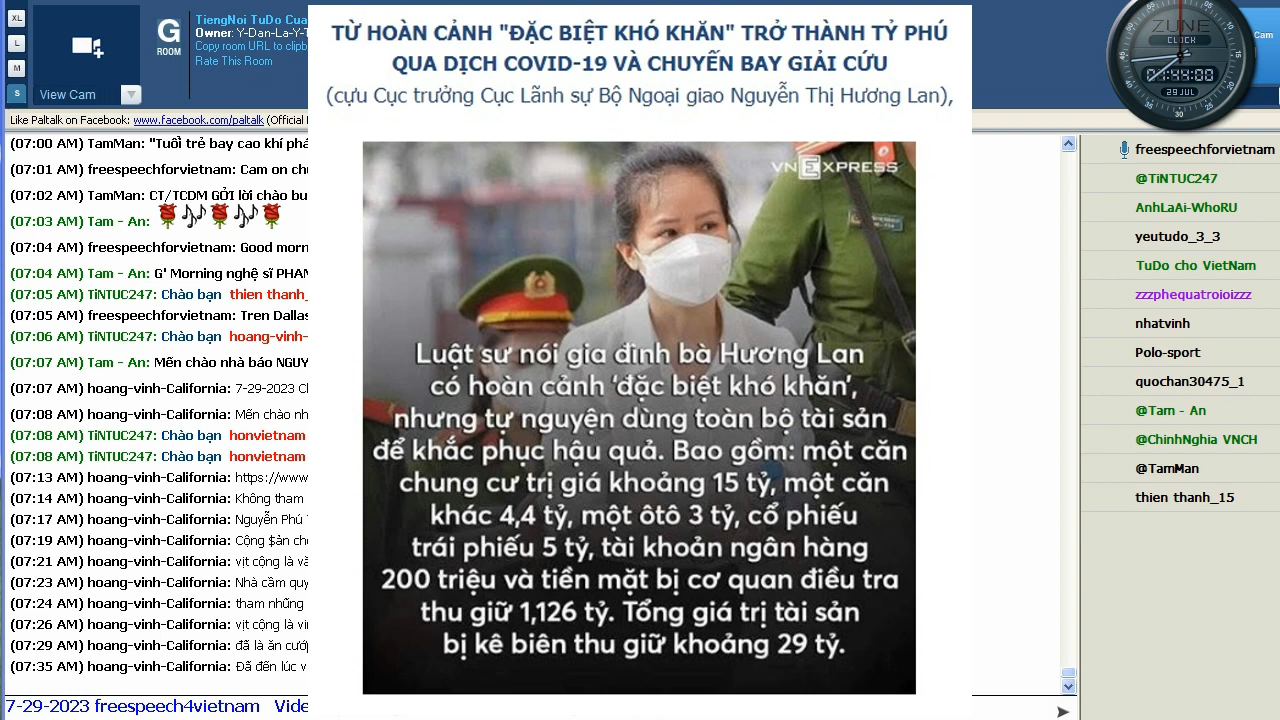 XL
L
M
S
View Cam
G
ROOM
TiengNoi TuDo Cua
Owner: Y-Dan-La-Y-T
Copy room URL to clipb
Rate This Room
Like Paltalk on Facebook: www.facebook.com/paltalk (Official
(07:00 AM) TamMan: "Tuổi trẻ bay cao khí phá
(07:01 AM) freespeechforvietnam: Cam on chu
(07:02 AM) TamMan: CT/ CDM GỞI lời chào bu
(07:03 AM) Tam - An:
(07:04 AM) freespeechforvietnam: Good morn
(07:04 AM) Tam - An: G' Morning nghệ sĩ PHAN
(07:05 AM) TiNTUC247: Chào bạn thien thanh_
(07:05 AM) freespeechforvietnam: Tren Dallas
(07:06 AM) TiNTUC247: Chào bạn hoang-vinh-
(07:07 AM) Tam - An: Mến chào nhà báo NGUY
(07:07 AM) hoang-vinh-California: 7-29-2023 Ch
(07:08 AM) hoang-vinh-California: Mến chào nh
(07:08 AM) TiNTUC247: Chào bạn honvietnam
(07:08 AM) TiNTUC247: Chào bạn honvietnam
(07:13 AM) hoang-vinh-California: https://www
(07:14 AM) hoang-vinh-California: Không tham
(07:17 AM) hoang-vinh-California: Nguyễn Phú
(07:19 AM) hoang-vinh-California: Cộng $ản ch
(07:21 AM) hoang-vinh-California: vịt cộng là v
(07:23 AM) hoang-vinh-California: Nhà cầm quy
(07:24 AM) hoang-vinh-California: tham nhũng
(07:26 AM) hoang-vinh-California: vịt cộng là vi
(07:29 AM) hoang-vinh-California: đã là ăn cướ
(07:35 AM) hoang-vinh-California: Đã đến lúc v
7-29-2023 freespeech4vietnam Vide
TỪ HOÀN CẢNH "ĐẶC BIỆT KHÓ KHĂN" TRỞ THÀNH TỶ PHÚ
QUA DỊCH COVID-19 VÀ CHUYẾN BAY GIẢI CỨU
(cựu Cục trưởng Cục Lãnh sự Bộ Ngoại giao Nguyễn Thị Hương Lan),
VNEXPRESS
Luật sư nói gia đình bà Hương Lan
có hoàn cảnh 'đặc biệt khó khăn',
nhưng tự nguyện dùng toàn bộ tài sản
để khắc phục hậu quả. Bao gồm: một căn
chung cư trị giá khoảng 15 tỷ, một căn
khác 4,4 tỷ, một ôtô 3 tỷ, cổ phiếu
trái phiếu 5 tỷ, tài khoản ngân hàng
200 triệu và tiền mặt bị cơ quan điều tra
thu giữ 1,126 tỷ. Tổng giá trị tài sản
bị kê biên thu giữ khoảng 29 tỷ.
ZUNE
CLOCK
07:44:00
29 JUL
Cam
freespeechforvietnam
@TiNTUC247
AnhLaAi-WhoRU
yeutudo_3_3
TuDo cho VietNam
zzzphequatroioizzz
nhatvinh
Polo-sport
quochan30475_1
@Tam - An
@ChinhNghia VNCH
@TamMan
thien thanh_15